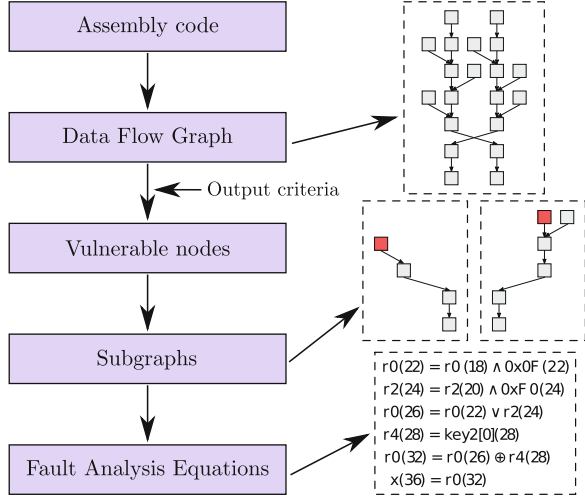 Assembly code
Data Flow Graph
Output criteria
Vulnerable nodes
Subgraphs
Fault Analysis Equations
r0(22) = r0 (18) ∧ 0x0F (22)
r2(24) = r2(20) ∧ 0xF 0(24)
r0(26) = r0(22) ∨ r2(24)
r4(28) = key2[0](28)
r0(32) = r0(26) ⊕ r4(28)
x(36) = r0(32)